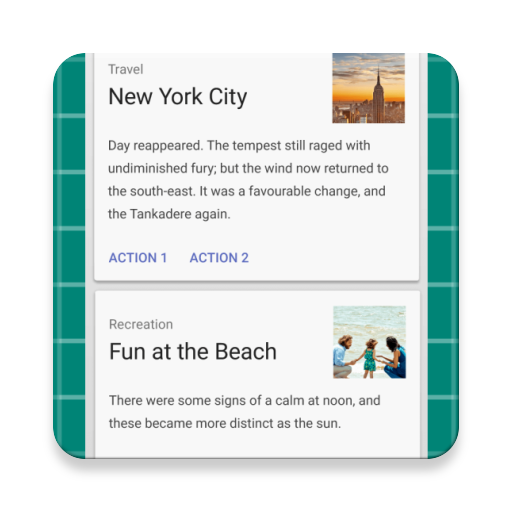 Travel
New York City
Day reappeared. The tempest still raged with
undiminished fury; but the wind now returned to
the south-east. It was a favourable change, and
the Tankadere again.
ACTION 1 ACTION 2
Recreation
Fun at the Beach
There were some signs of a calm at noon, and
these became more distinct as the sun.